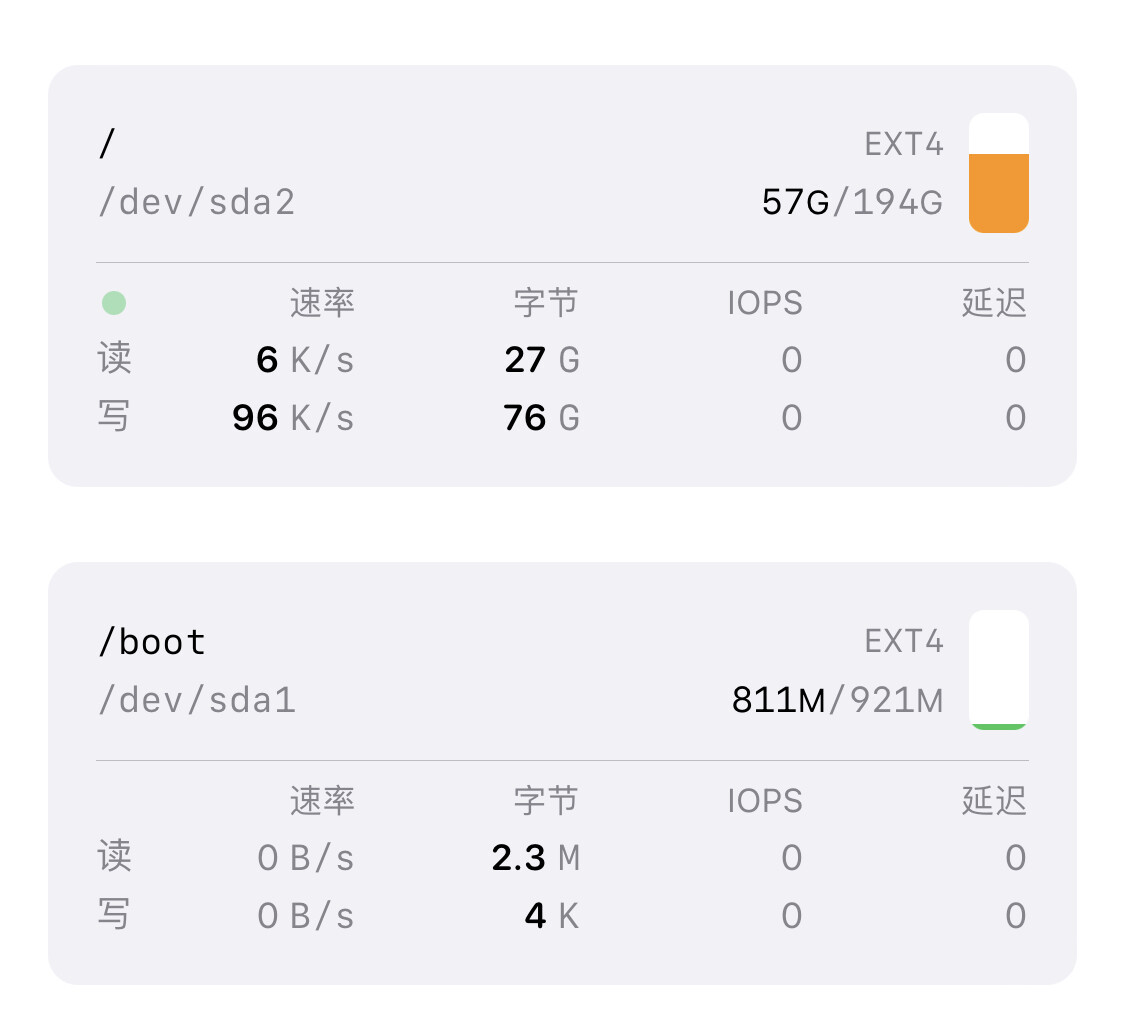 / EXT4
/dev/sda2 57G/194G
速率 字节 IOPS 延迟
读 6 K/s 27 G 0 0
写 96 K/s 76 G 0 0
/boot EXT4
/dev/sda1 811M/921M
速率 字节 IOPS 延迟
读 0 B/s 2.3 M 0 0
写 0 B/s 4 K 0 0